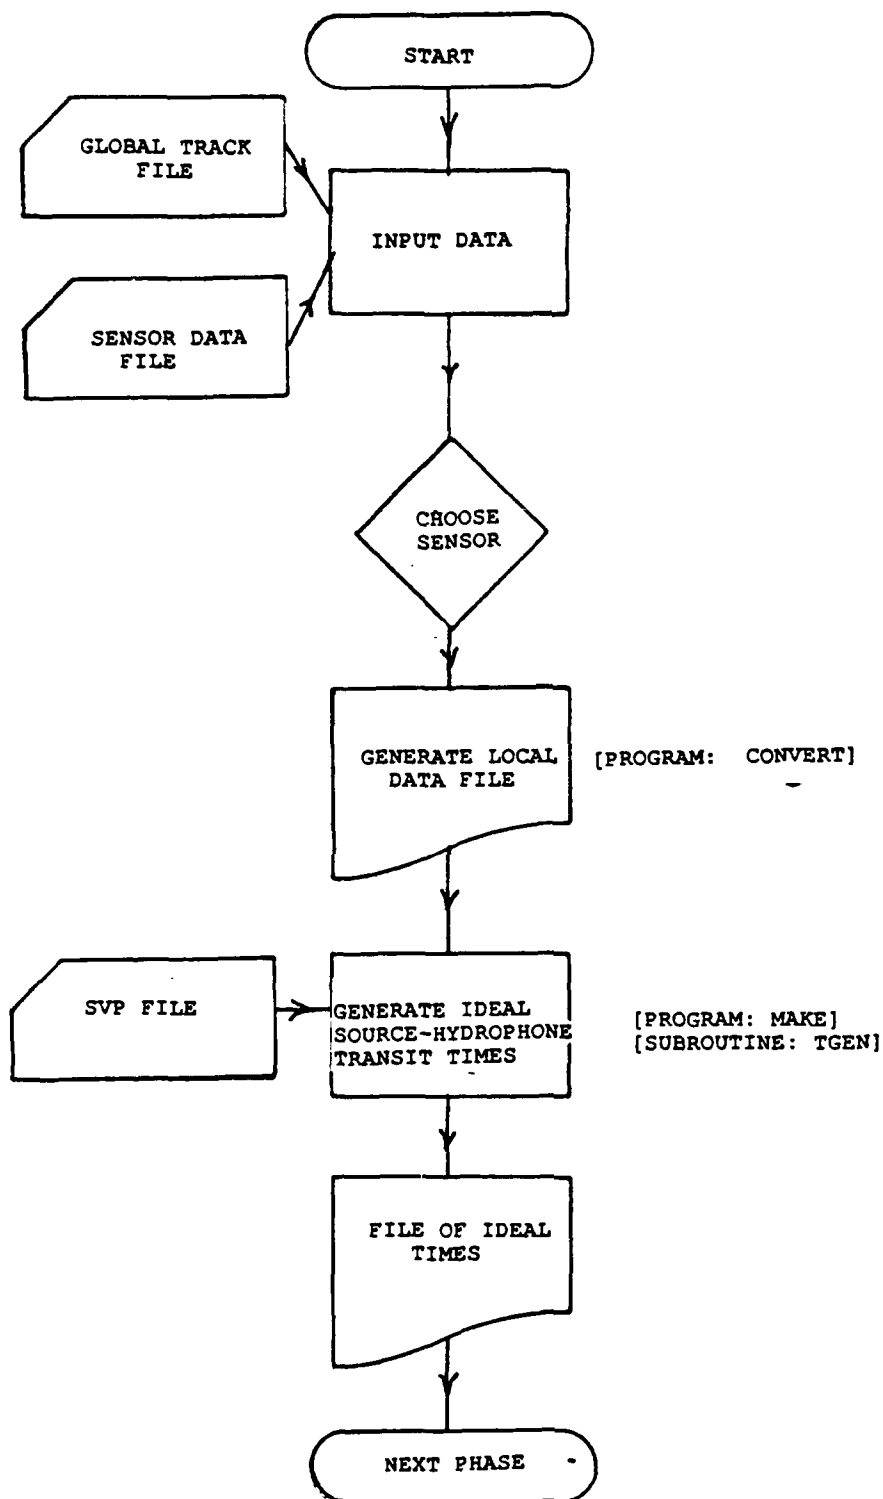 START
GLOBAL TRACK
FILE
INPUT DATA
SENSOR DATA
FILE
CHOOSE
SENSOR
GENERATE LOCAL
DATA FILE
[PROGRAM: CONVERT]
SVP FILE
GENERATE IDEAL
SOURCE-HYDROPHONE
TRANSIT TIMES
[PROGRAM: MAKE]
[SUBROUTINE: TGEN]
FILE OF IDEAL
TIMES
NEXT PHASE